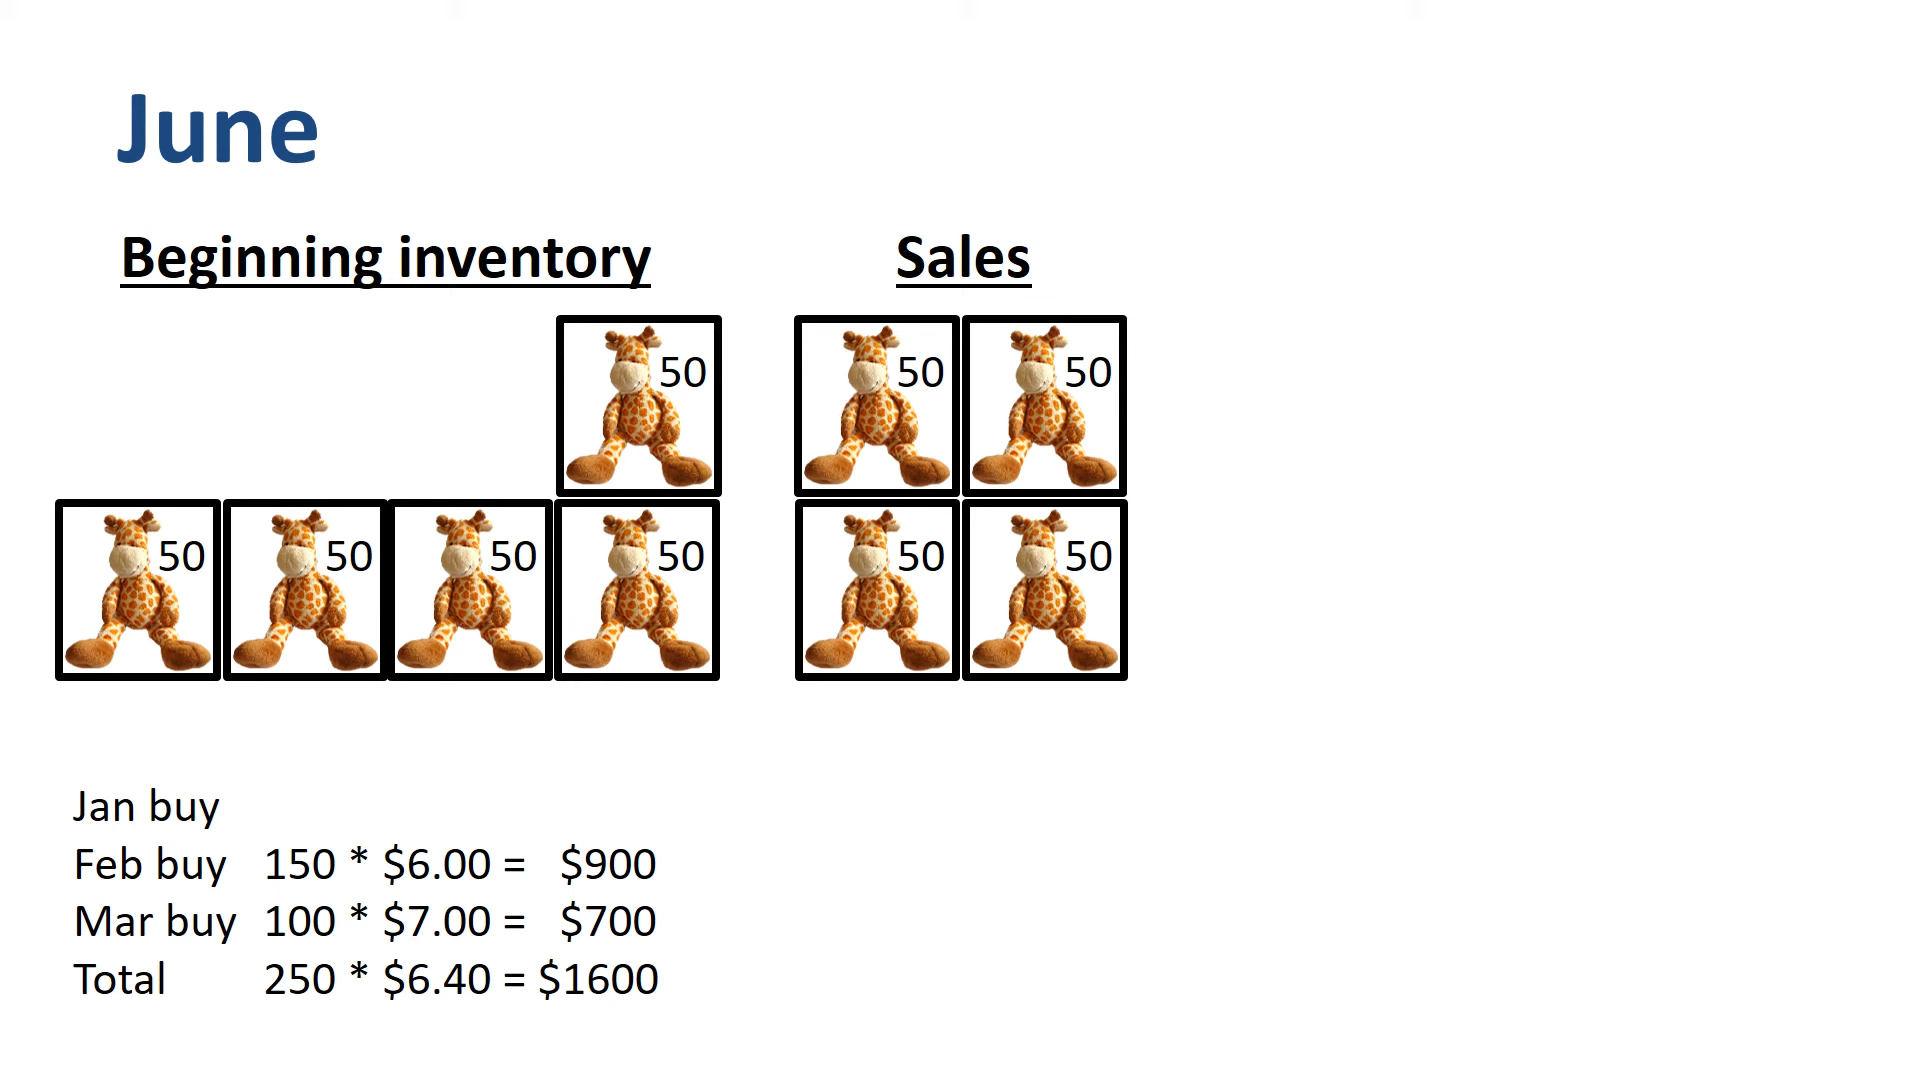 June
Beginning inventory
Sales
50
50 50
50 50 50 50
50 50
Jan buy
Feb buy 150 * $6.00 = $900
Mar buy 100 * $7.00 = $700
Total 250 * $6.40 = $1600